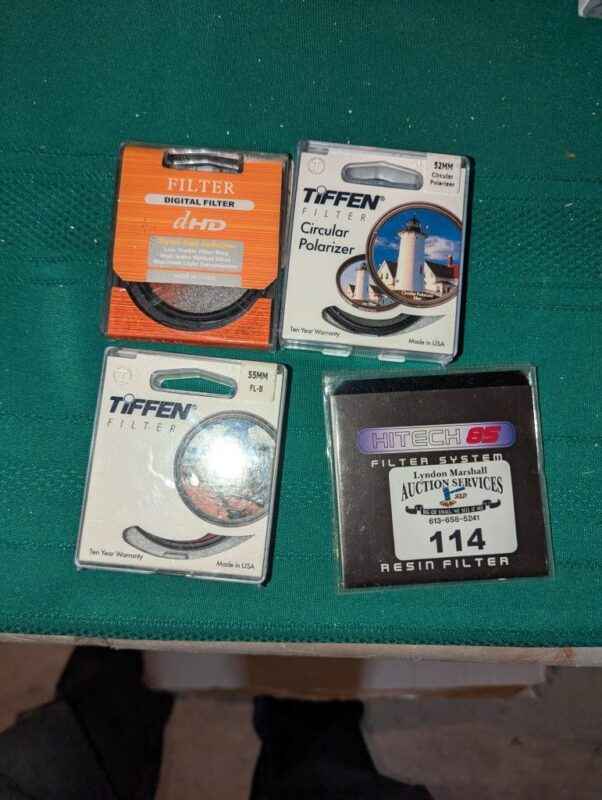 FILTER
DIGITAL FILTER
dHD
52MM
Circular
Polarizer
TiFFEN®
FILTER
Circular
Polarizer
Ten Year Warranty
Made in USA
55MM
FL-B
TiFFEN®
FILTER
Ten Year Warranty
Made in USA
HITECH 85
FILTER SYSTEM
Lyndon Marshall
AUCTION SERVICES
SOLD
613-658-5241
114
RESIN FILTER